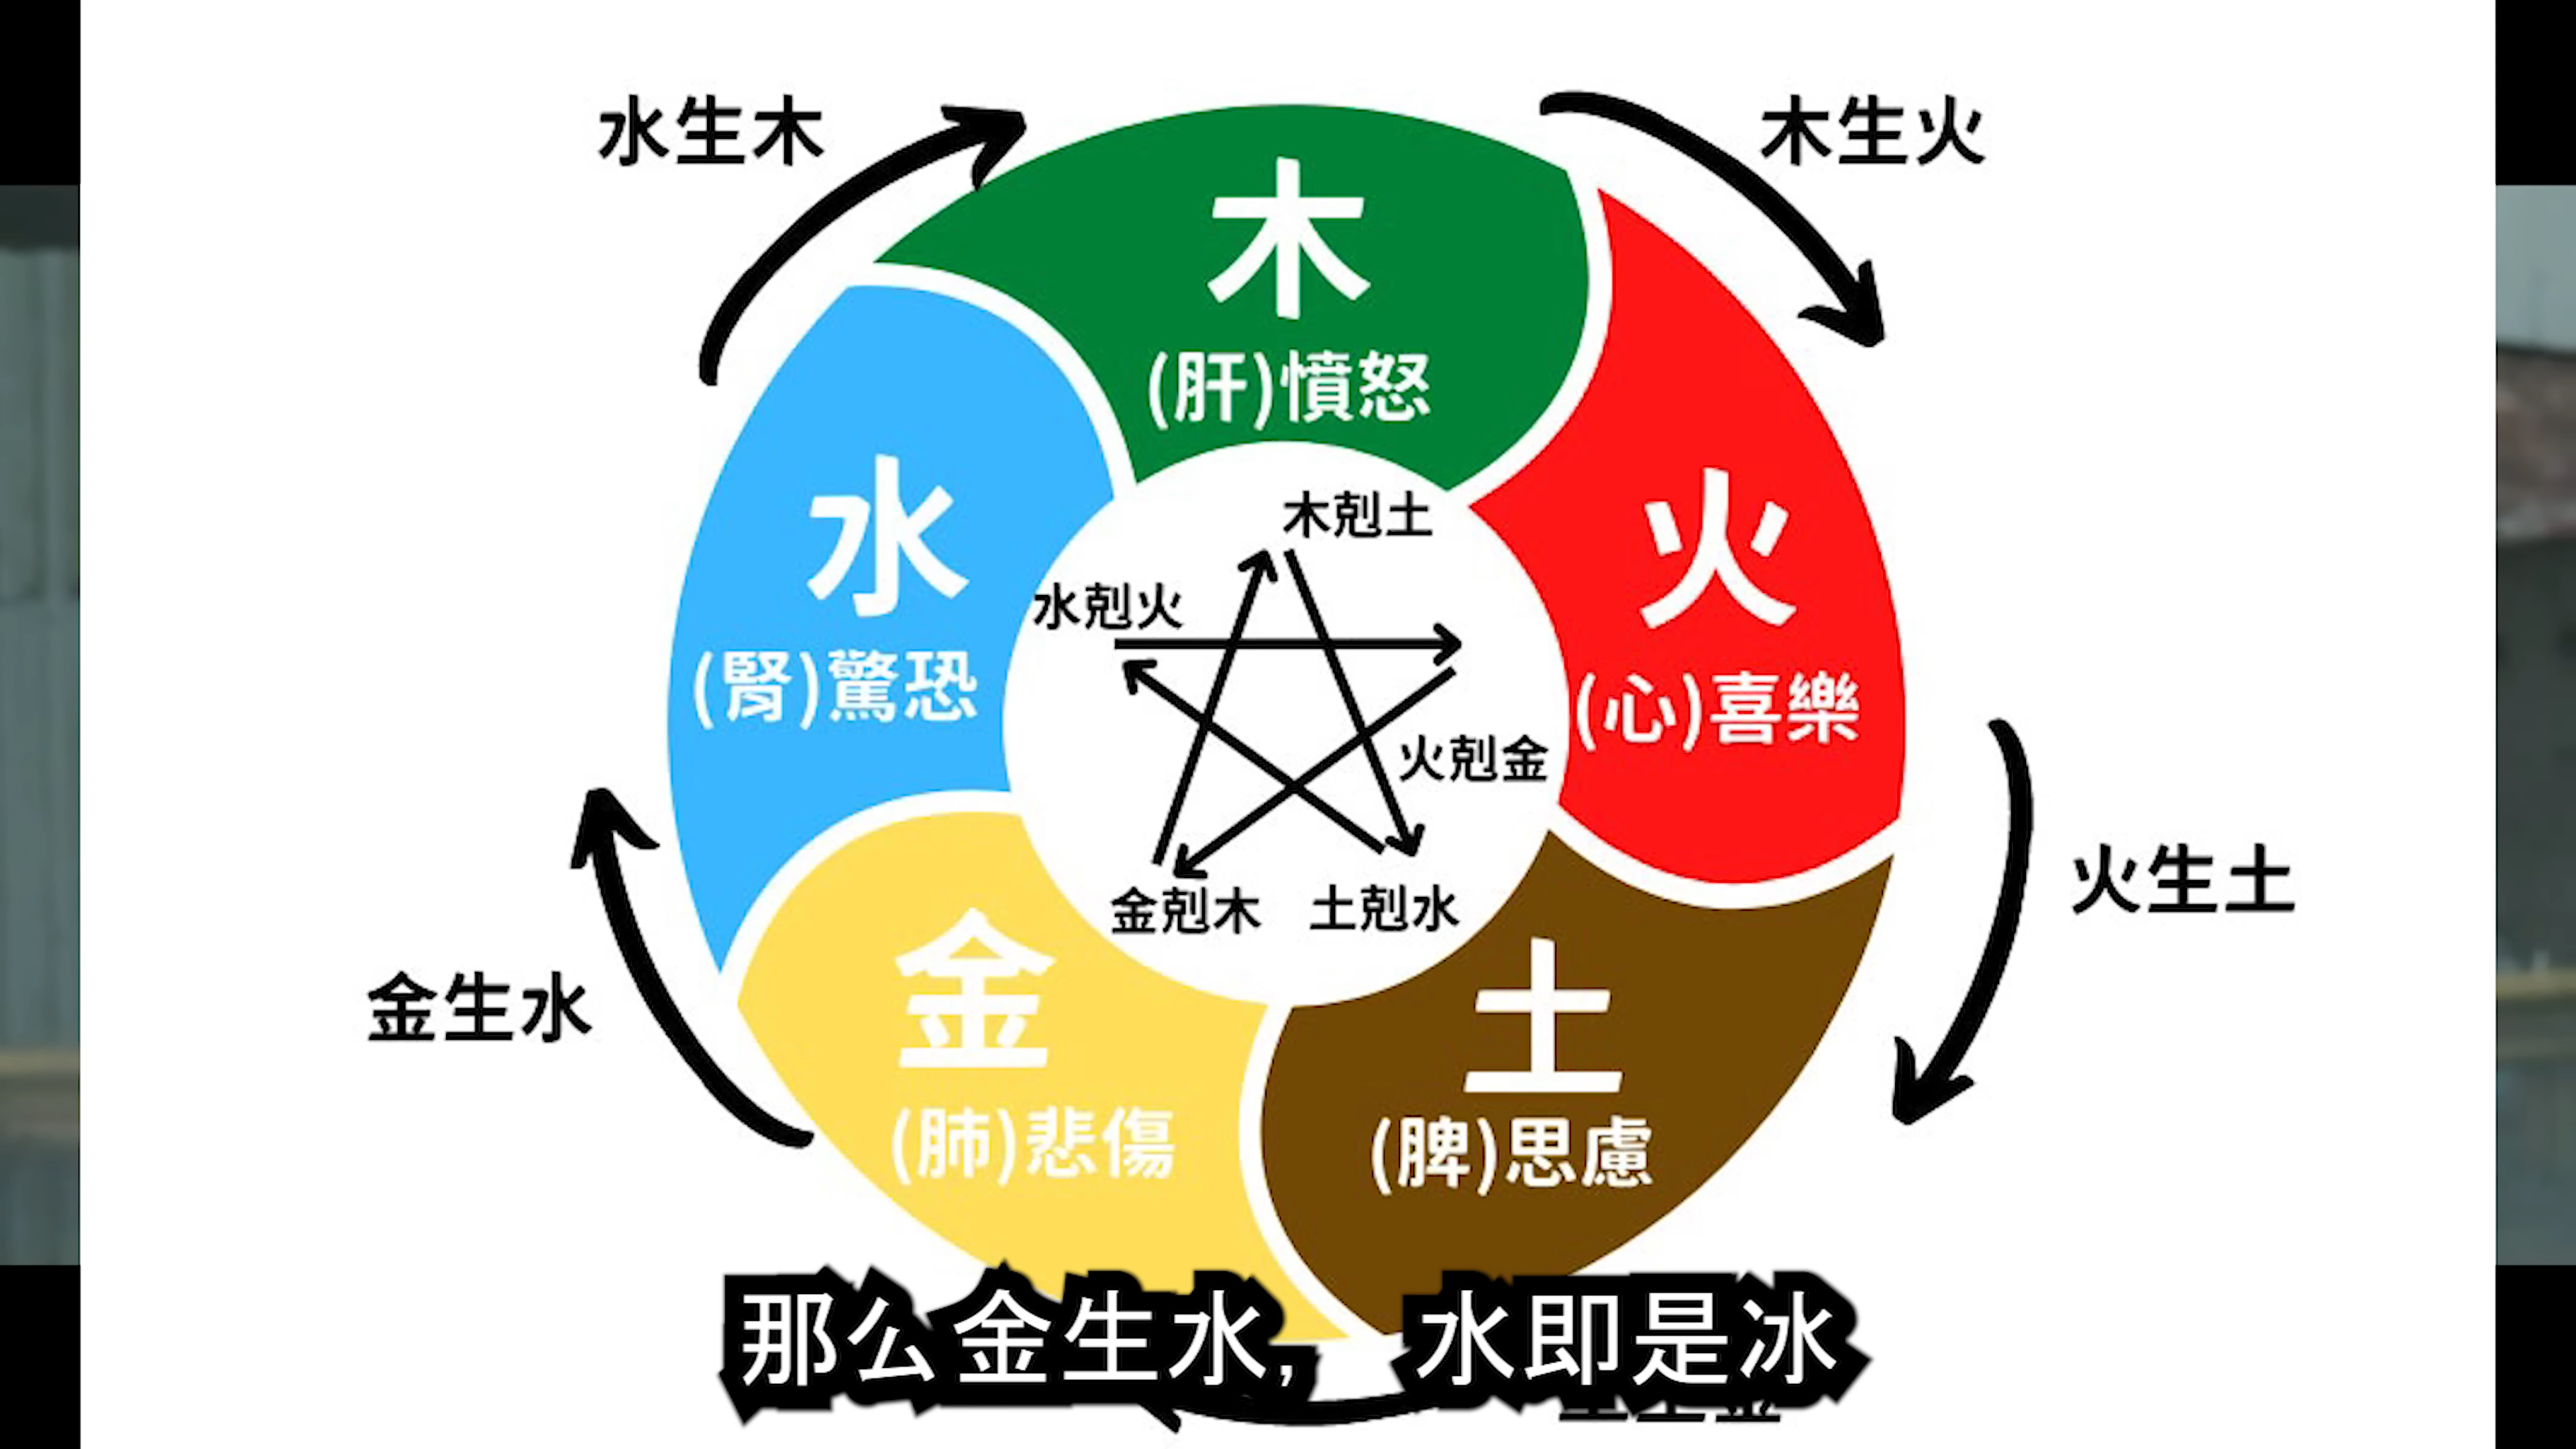 水生木
木生火
木
(肝)憤怒
水
(腎)驚恐
火
(心)喜樂
木剋土
水剋火
火剋金
金剋木
土剋水
火生土
金生水
金
(肺)悲傷
土
(脾)思慮
那么金生水, 水即是冰